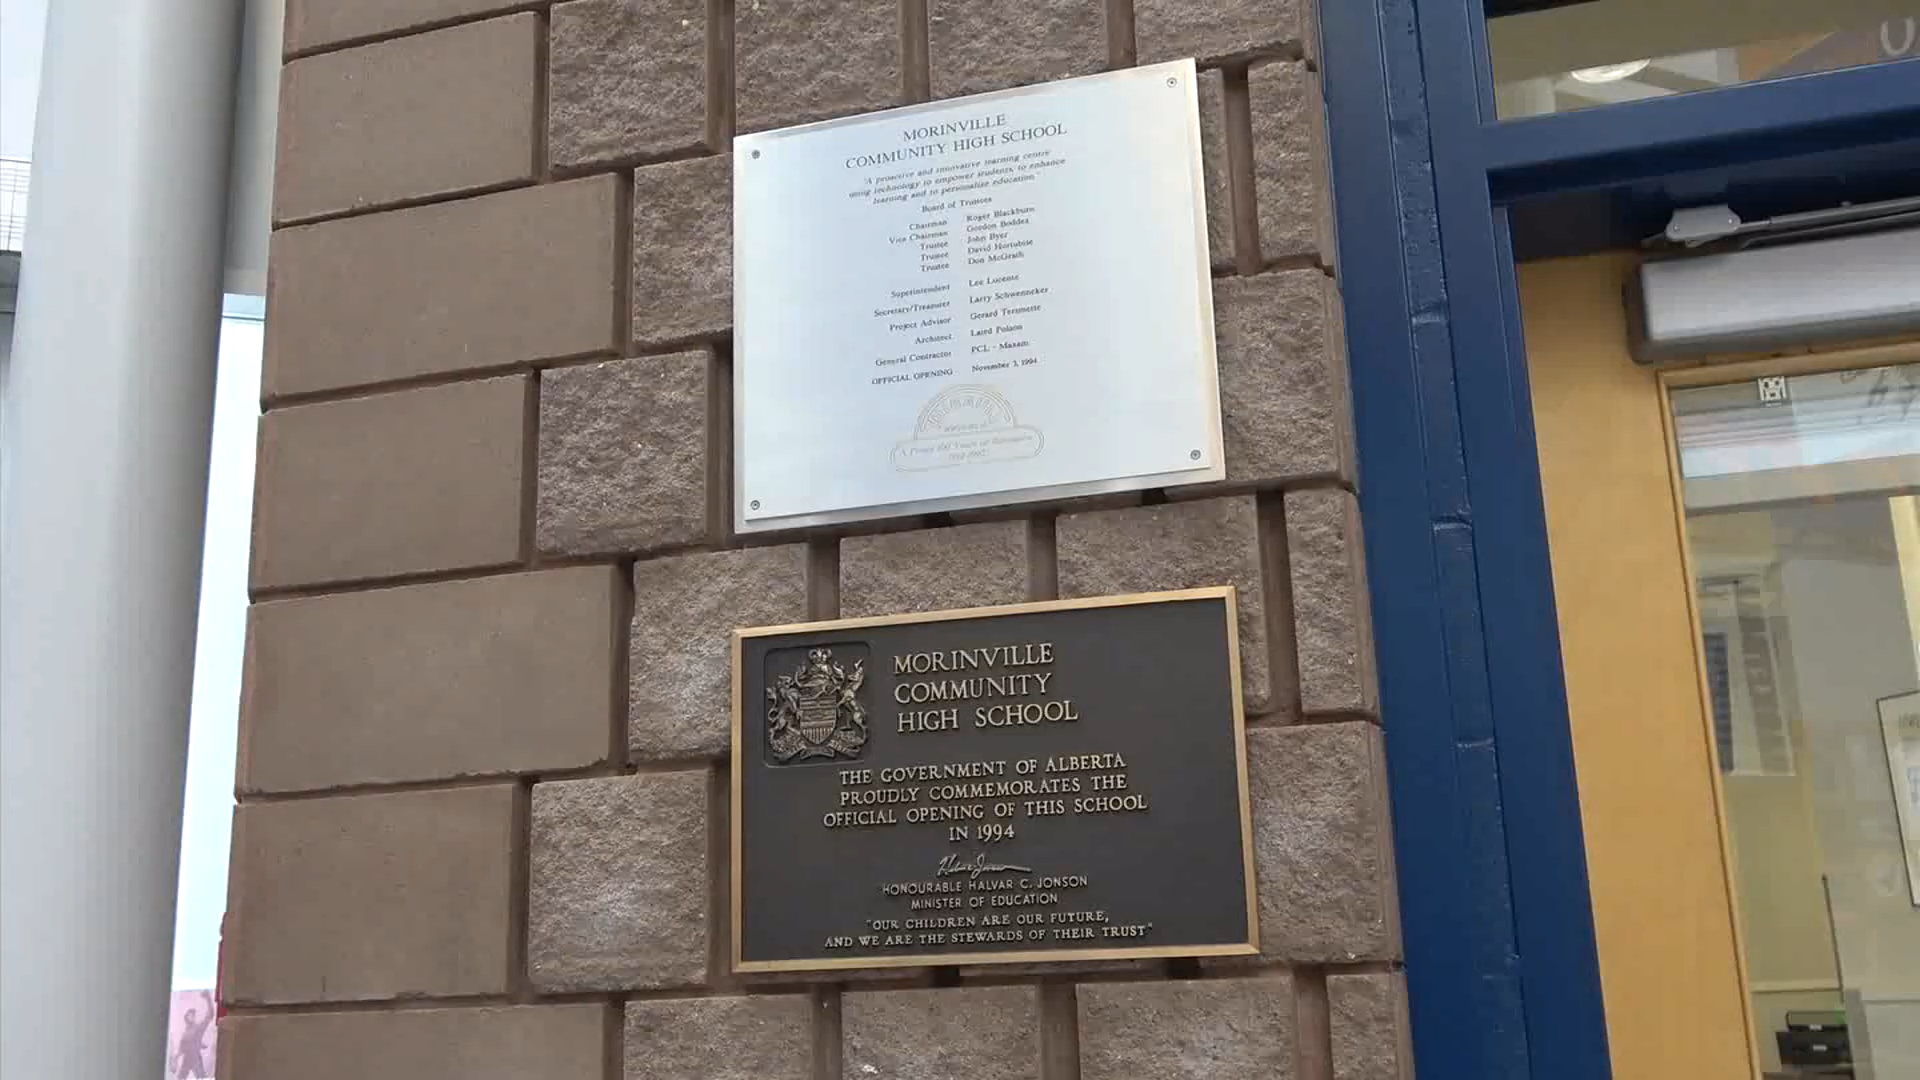 MORINVILLE
COMMUNITY HIGH SCHOOL
"A proactive and innovative learning centre
using technology to empower students, to enhance
learning and to personalize education."
Board of Trustees
Chairman Roger Blackburn
Vice Chairman Gordon Boddez
Trustee John Byer
Trustee David Hortubise
Trustee Don McGrath
Superintendent Lee Lucente
Secretary/Treasurer Larry Schwenneker
Project Advisor Gerard
Architect Laird Polson
General Contractor PCL - Maxam
OFFICIAL OPENING November 3, 1994
MORINVILLE
COMMUNITY
HIGH SCHOOL
THE GOVERNMENT OF ALBERTA
PROUDLY COMMEMORATES THE
OFFICIAL OPENING OF THIS SCHOOL
IN 1994
HONOURABLE HALVAR C. JONSON
MINISTER OF EDUCATION
"OUR CHILDREN ARE OUR FUTURE,
AND WE ARE THE STEWARDS OF THEIR TRUST"